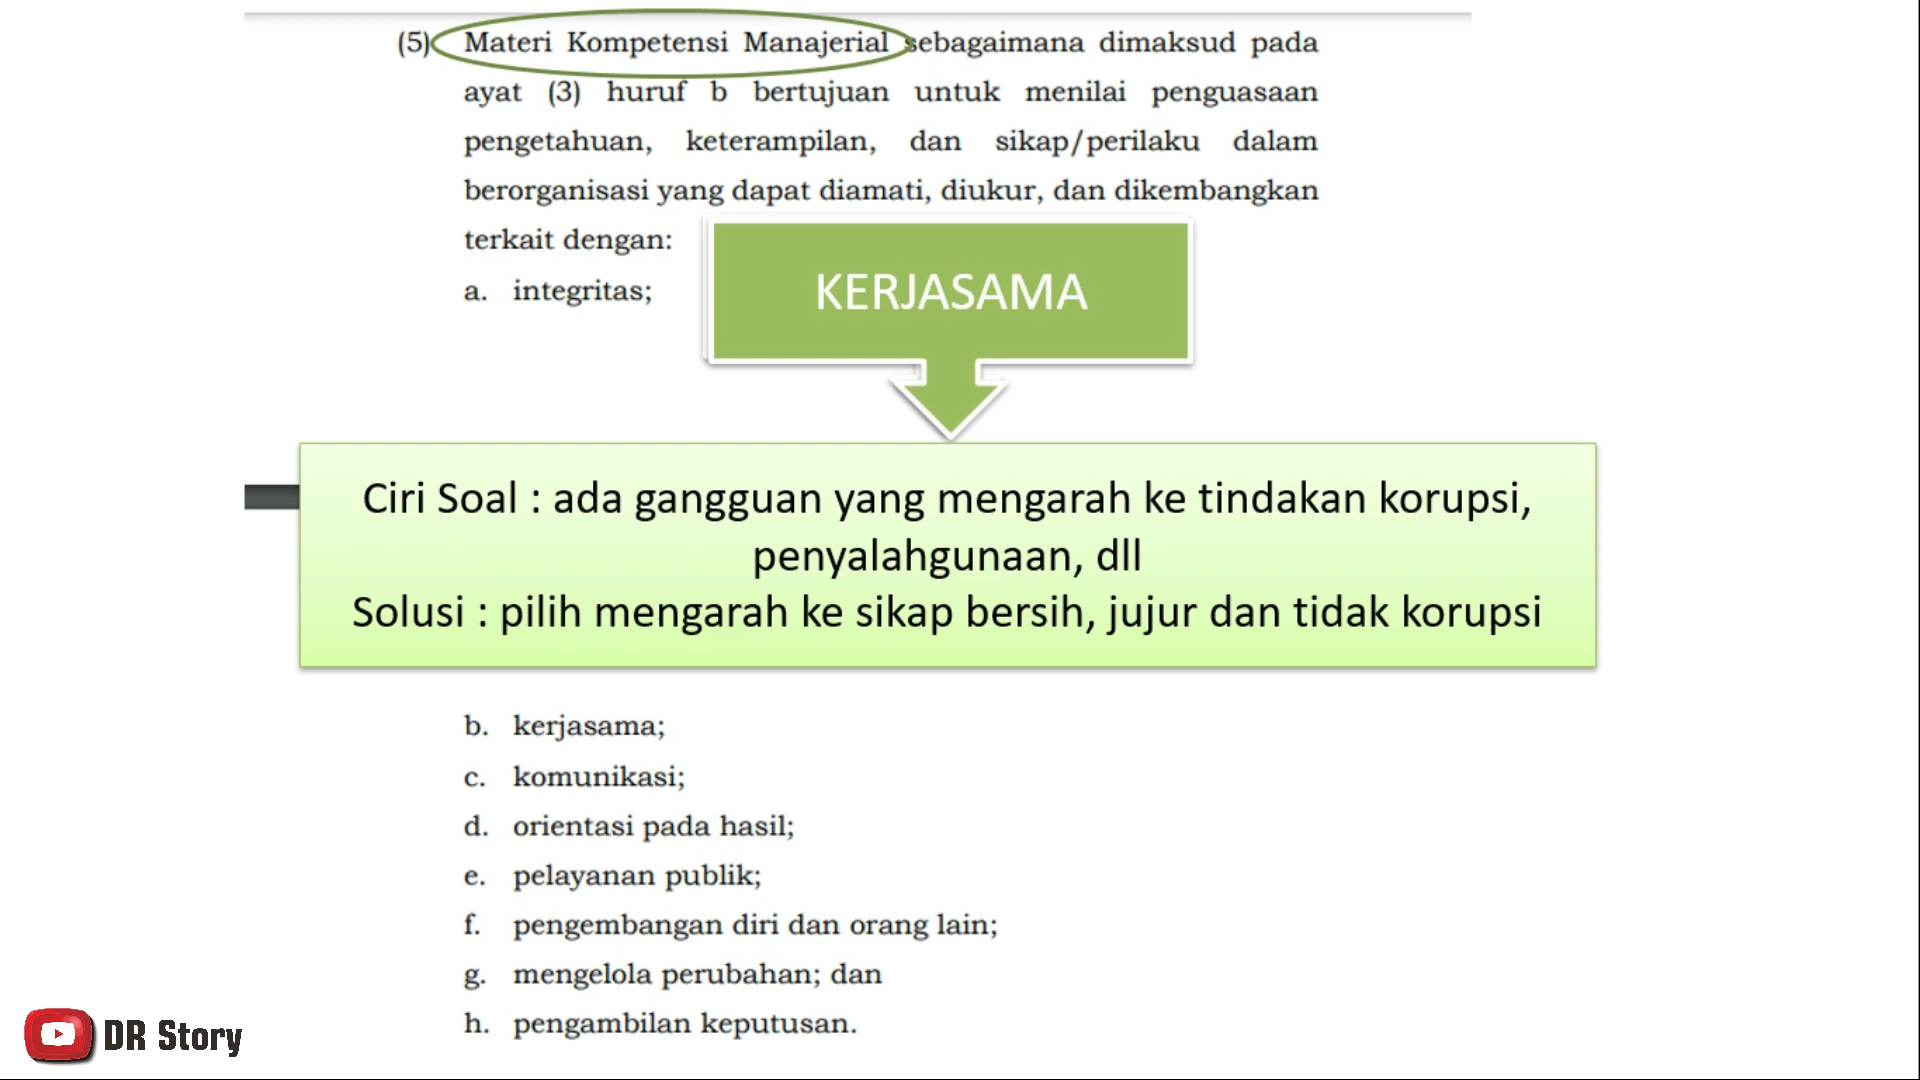 (5) Materi Kompetensi Manajerial sebagaimana dimaksud pada
ayat (3) huruf b bertujuan untuk menilai penguasaan
pengetahuan, keterampilan, dan sikap/perilaku dalam
berorganisasi yang dapat diamati, diukur, dan dikembangkan
terkait dengan:
a. integritas;
KERJASAMA
Ciri Soal : ada gangguan yang mengarah ke tindakan korupsi,
penyalahgunaan, dll
Solusi : pilih mengarah ke sikap bersih, jujur dan tidak korupsi
b. kerjasama;
c. komunikasi;
d. orientasi pada hasil;
e. pelayanan publik;
f. pengembangan diri dan orang lain;
g. mengelola perubahan; dan
h. pengambilan keputusan.
DR Story